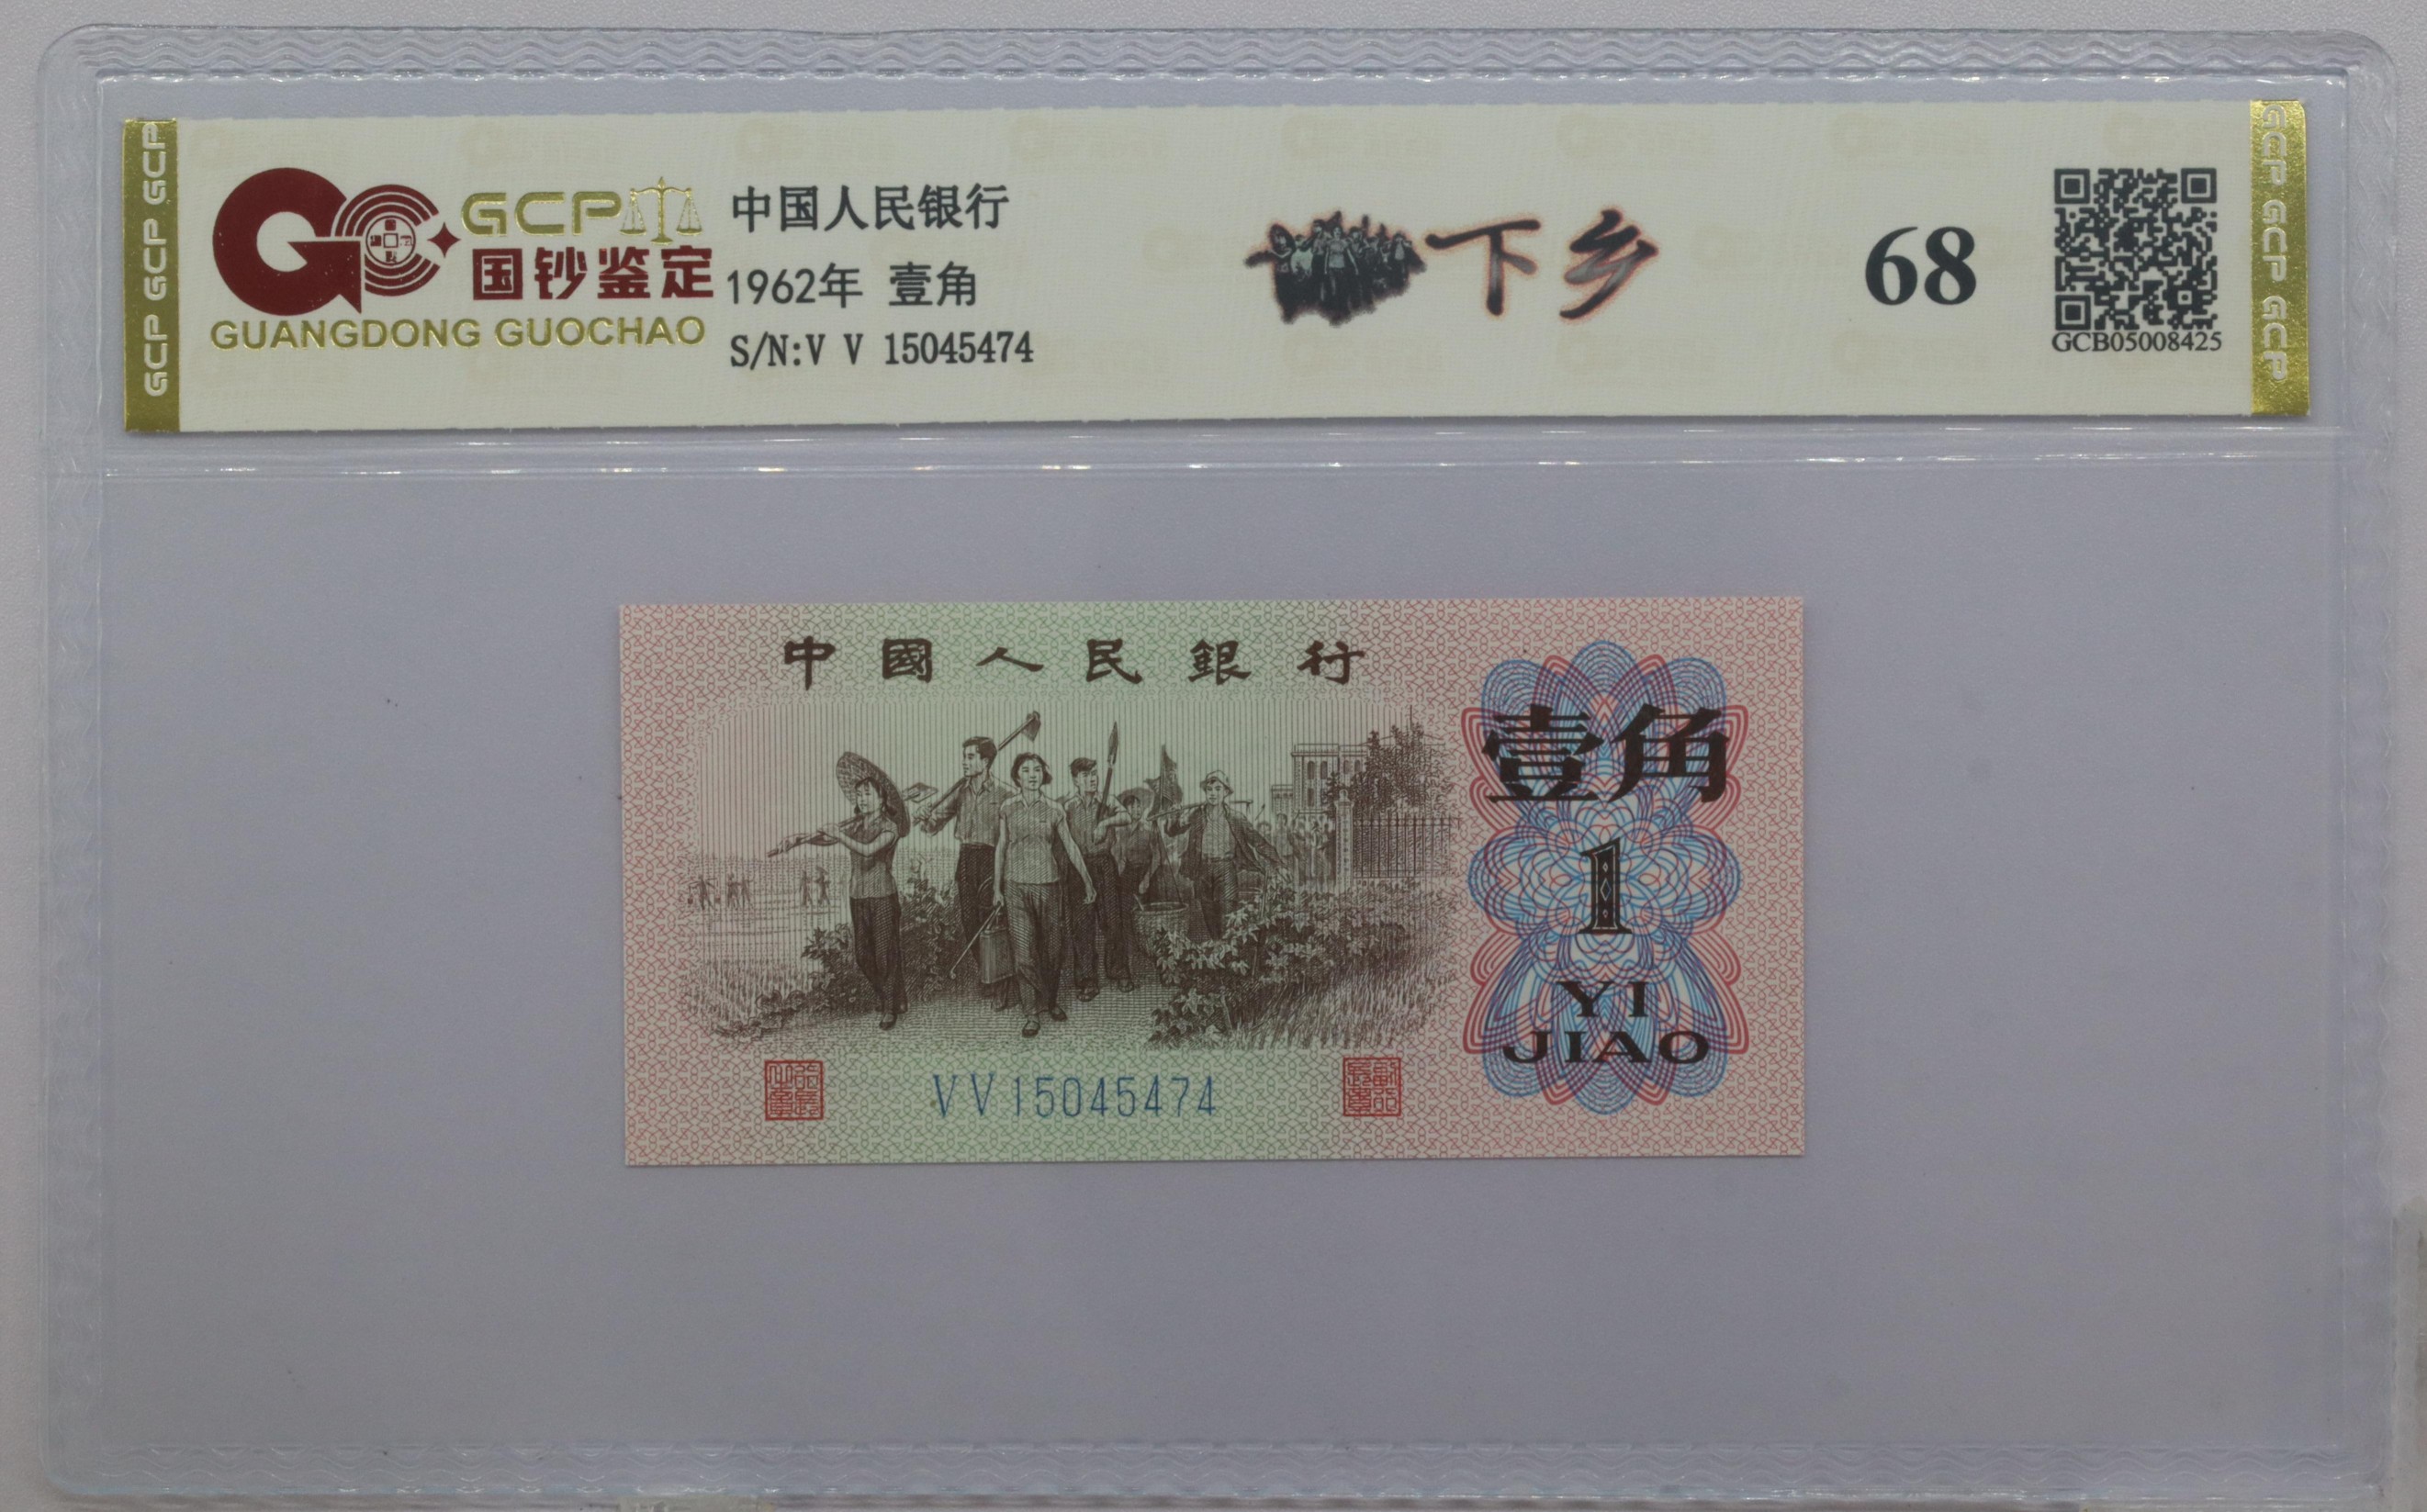 GCP GCP GCP
GCP
国钞鉴定
GUANGDONG GUOCHAO
中国人民银行
1962年 壹角
S/N:V V 15045474
下乡
68
GCB05008425
GCP GCP GCP
中國人民銀行
壹角
1
YI
JIAO
VV15045474